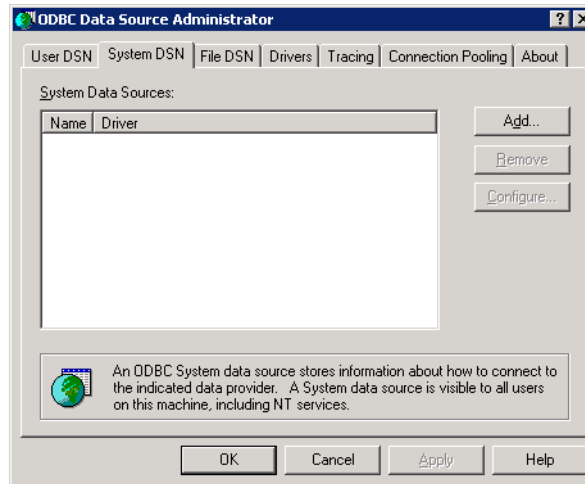 ODBC Data Source Administrator
User DSN System DSN File DSN Drivers Tracing Connection Pooling About
System Data Sources:
Name Driver
Add...
Remove
Configure...
An ODBC System data source stores information about how to connect to
the indicated data provider. A System data source is visible to all users
on this machine, including NT services.
OK Cancel Apply Help